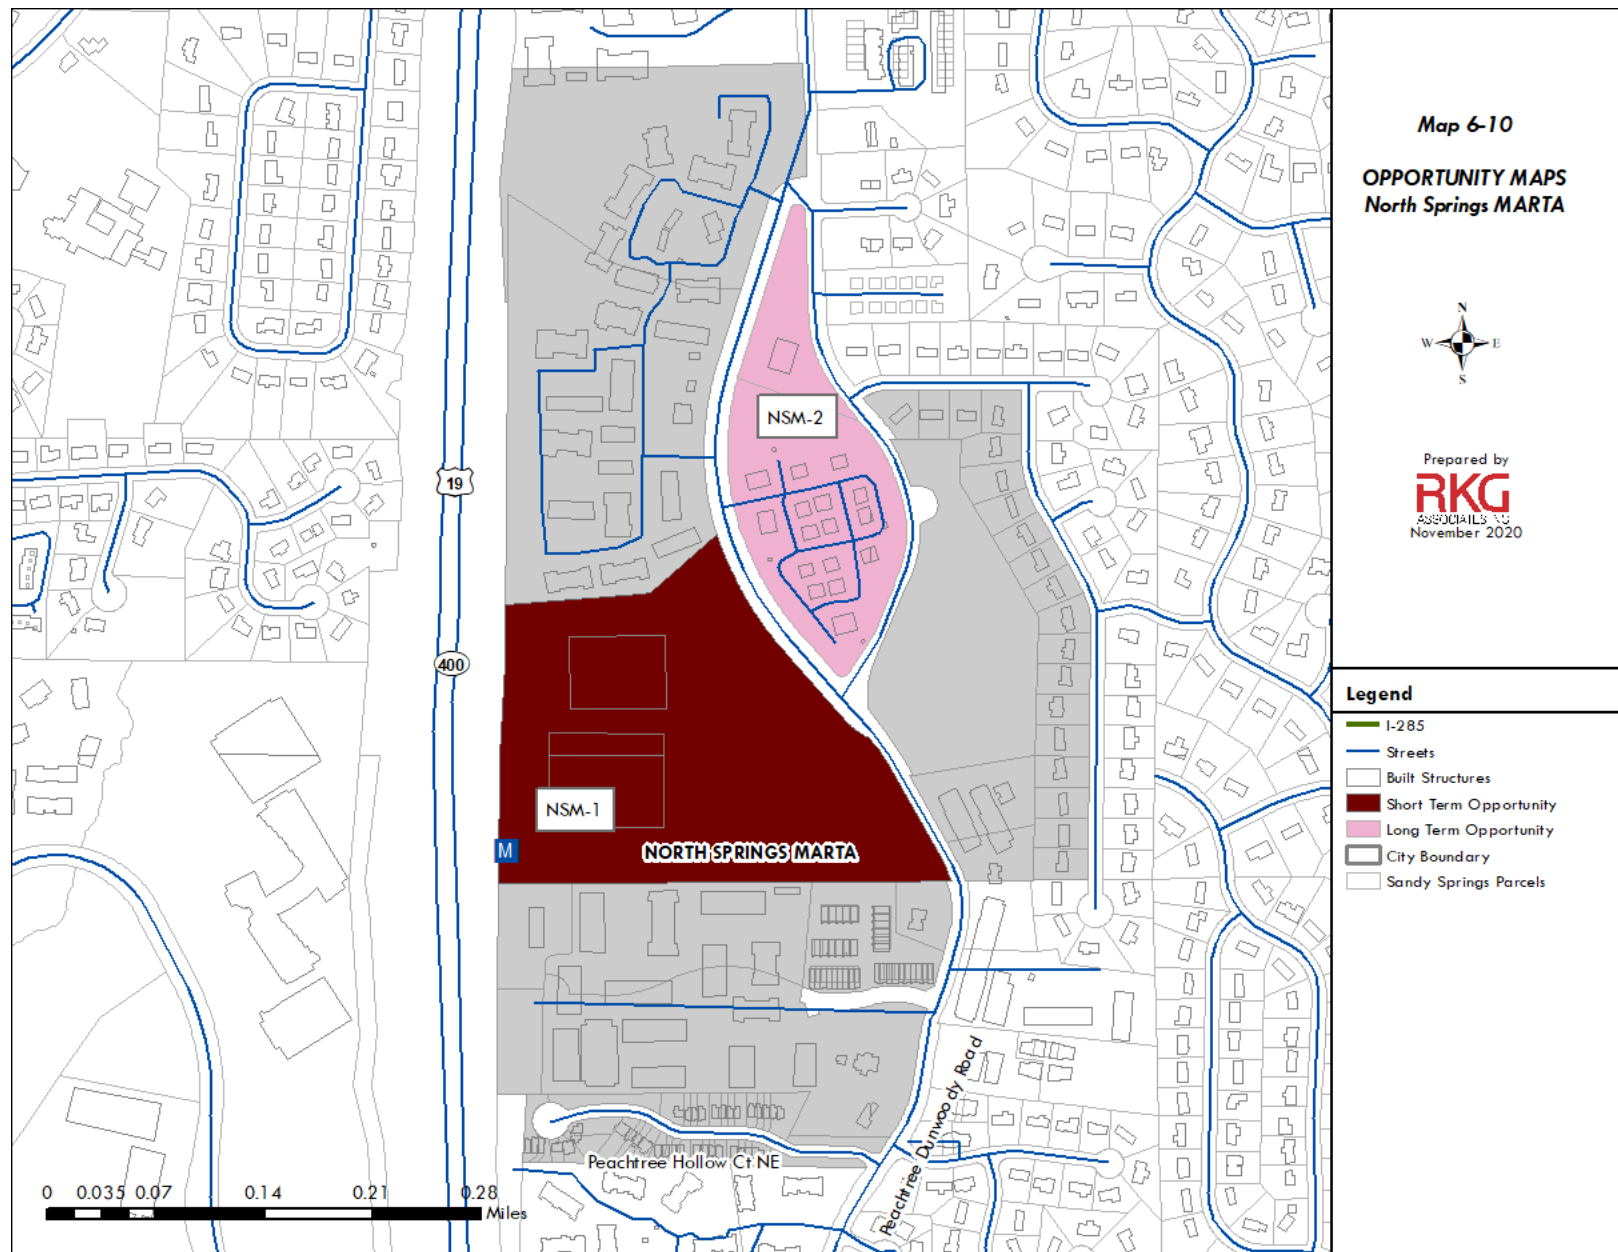 Map 6-10
OPPORTUNITY MAPS
North Springs MARTA
N
W E
S
Prepared by
RKG
ASSOCIATES INC
November 2020
Legend
I-285
Streets
Built Structures
Short Term Opportunity
Long Term Opportunity
City Boundary
Sandy Springs Parcels
NSM-2
19
400
NSM-1
M
NORTH SPRINGS MARTA
Peachtree Dunwoody Road
Peachtree Hollow Ct NE
0 0.035 0.07 0.14 0.21 0.28
Miles